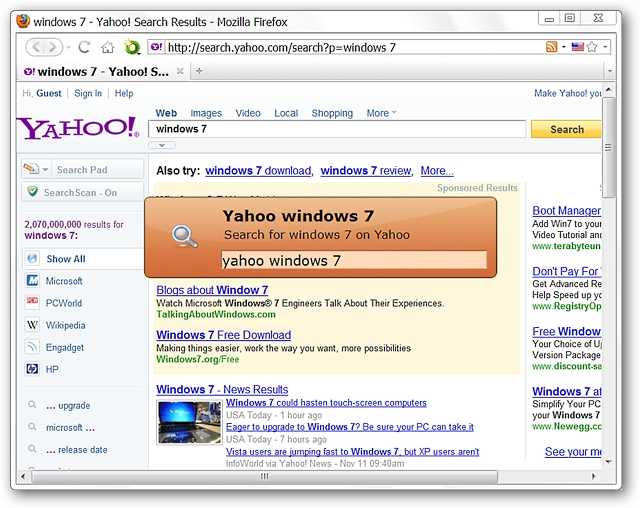 windows 7 - Yahoo! Search Results - Mozilla Firefox
http://search.yahoo.com/search?p=windows 7
windows 7 - Yahoo! S...
Hi, Guest | Sign In | Help
Make Yahoo! you
YAHOO!
Web Images Video Local Shopping More
windows 7
Search
Search Pad
SearchScan - On
2,070,000,000 results for
windows 7:
Show All
Microsoft
PCWorld
Wikipedia
Engadget
HP
... upgrade
microsoft ...
... release date
Also try: windows 7 download, windows 7 review, More...
Sponsored Results
Yahoo windows 7
Search for windows 7 on Yahoo
yahoo windows 7
Blogs about Window 7
Watch Microsoft Windows® 7 Engineers Talk About Their Experiences.
TalkingAboutWindows.com
Windows 7 Free Download
Making things easier, work the way you want, more possibilities
Windows7.org/Free
Windows 7 - News Results
Windows 7 could hasten touch-screen computers
USA Today - 1 hour ago
Eager to upgrade to Windows 7? Be sure your PC can take it
USA Today - 7 hours ago
Vista users are jumping fast to Windows 7, but XP users aren't
InfoWorld via Yahoo! News - Nov 11 09:40am
Boot Manager
Add Win7 to your
Video Tutorial and
www.terabyteun
Don't Pay For
Get Advanced Re
Help Speed up yo
www.RegistryOp
Free Window
Your Choice of Up
Version Package
www.discount-sa
Windows 7 at
Simplify Your PC
your Windows 7
www.Newegg.co
See your me